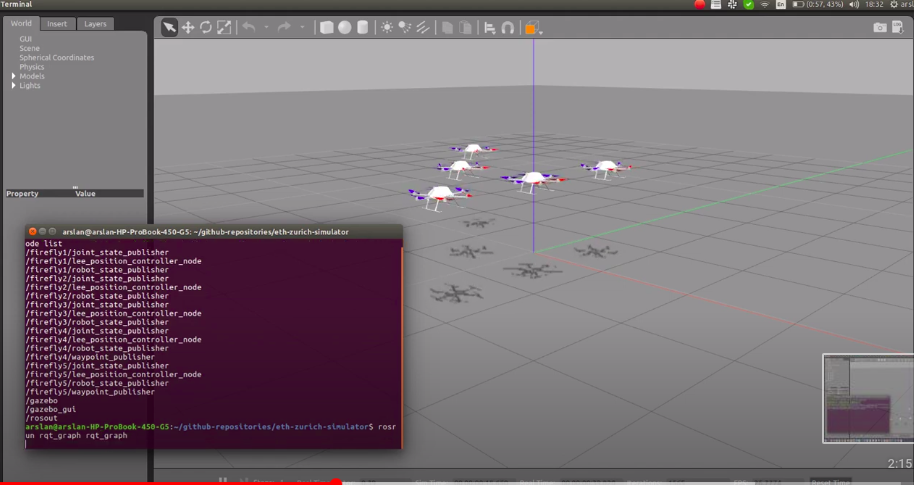 Terminal
En
(0:57, 43%)
18:32
World
Insert
Layers
GUI
Scene
Spherical Coordinates
Physics
Models
Lights
Property
Value
arslan@arslan-HP-ProBook-450-G5: ~/github-repositories/eth-zurich-simulator
ode list
/firefly1/joint_state_publisher
/firefly1/lee_position_controller_node
/firefly1/robot_state_publisher
/firefly2/joint_state_publisher
/firefly2/lee_position_controller_node
/firefly2/robot_state_publisher
/firefly3/joint_state_publisher
/firefly3/lee_position_controller_node
/firefly3/robot_state_publisher
/firefly4/joint_state_publisher
/firefly4/lee_position_controller_node
/firefly4/waypoint_publisher
/firefly5/joint_state_publisher
/firefly5/lee_position_controller_node
/firefly5/robot_state_publisher
/firefly5/waypoint_publisher
/gazebo
/gazebo_gui
/rosout
arslan@arslan-HP-ProBook-450-G5:~/github-repositories/eth-zurich-simulator$ rosr
un rqt_graph rqt_graph
2:15